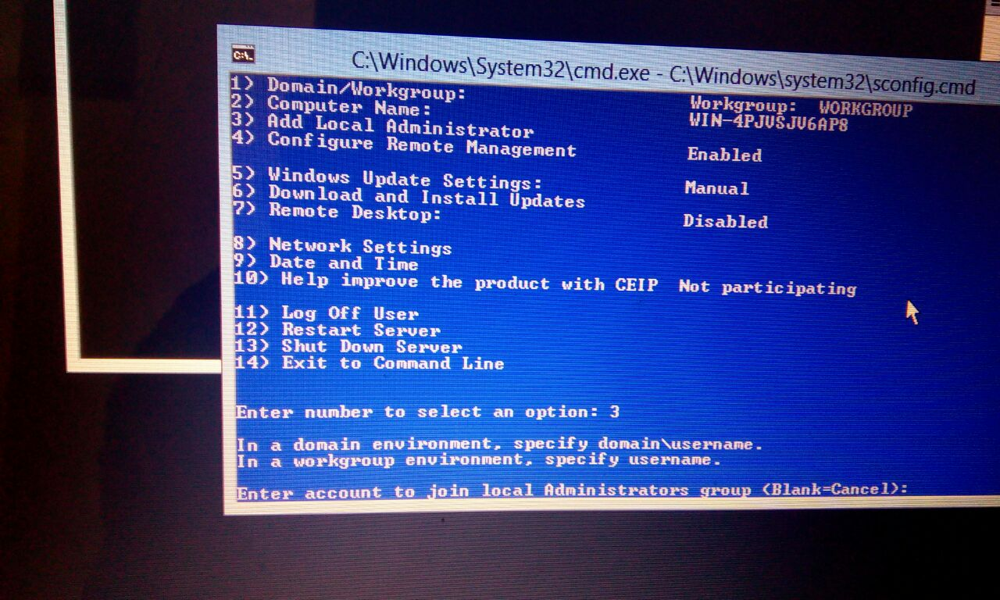 C:\Windows\System32\cmd.exe - C:\Windows\system32\sconfig.cmd
1) Domain/Workgroup: Workgroup: WORKGROUP
2) Computer Name: WIN-4PJVSJV6AP8
3) Add Local Administrator
4) Configure Remote Management Enabled
5) Windows Update Settings: Manual
6) Download and Install Updates
7) Remote Desktop: Disabled
8) Network Settings
9) Date and Time
10) Help improve the product with CEIP Not participating
11) Log Off User
12) Restart Server
13) Shut Down Server
14) Exit to Command Line
Enter number to select an option: 3
In a domain environment, specify domain\username.
In a workgroup environment, specify username.
Enter account to join local Administrators group (Blank=Cancel):